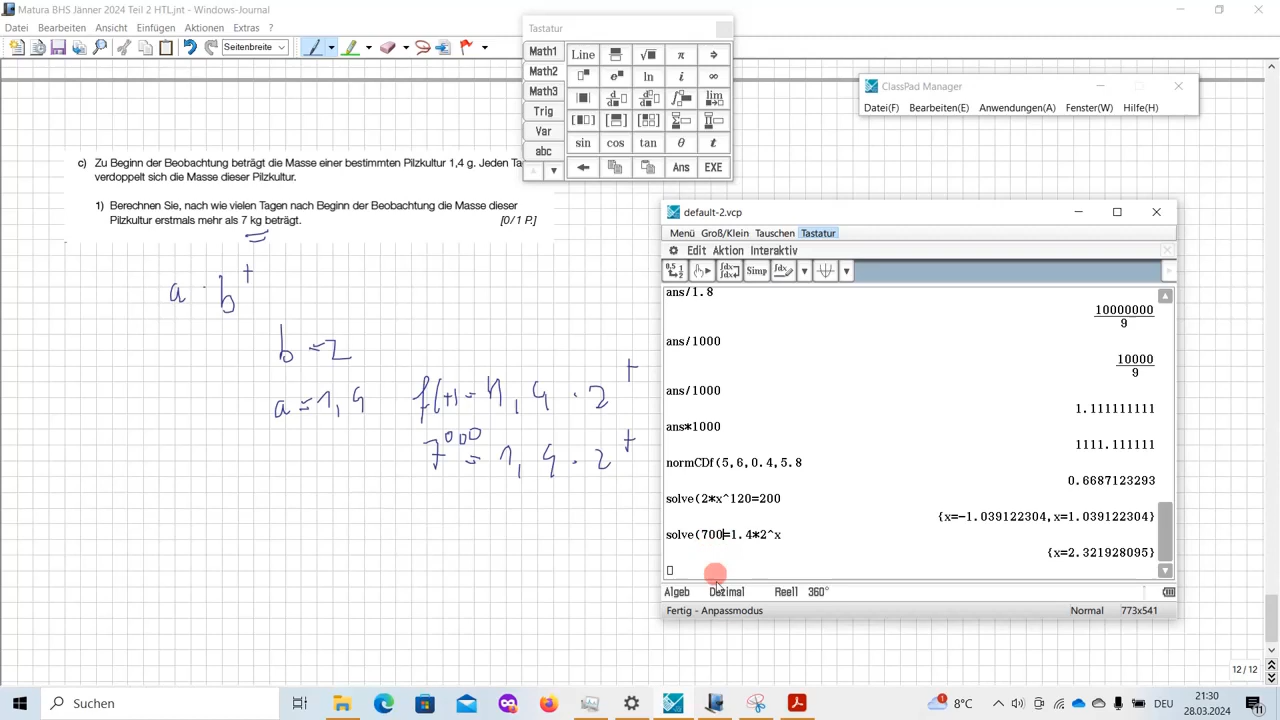 Matura BHS Jänner 2024 Teil 2 HTL.jnt - Windows-Journal
Datei Bearbeiten Ansicht Einfügen Aktionen Extras
Seitenbreite
Tastatur
Math1 Line π ⇒
Math2 e ln i ∞
Math3 d d lim
Trig
Var sin cos tan θ t
abc Ans EXE
ClassPad Manager
Datei(F) Bearbeiten(E) Anwendungen(A) Fenster(W) Hilfe(H)
c) Zu Beginn der Beobachtung beträgt die Masse einer bestimmten Pilzkultur 1,4 g. Jeden Ta
verdoppelt sich die Masse dieser Pilzkultur.
1) Berechnen Sie, nach wie vielen Tagen nach Beginn der Beobachtung die Masse dieser
Pilzkultur erstmals mehr als 7 kg beträgt. [0/1 P.]
a · b^t
b = 2
a = 1,4 f(t) = 1,4 · 2^t
7000 = 1,4 · 2^t
default-2.vcp
Menü Groß/Klein Tauschen Tastatur
Edit Aktion Interaktiv
0.5 1 2 ∫dx Simp ∫dx
ans/1.8
10000000
9
ans/1000
10000
9
ans/1000
1.111111111
ans*1000
1111.111111
normCDf(5,6,0.4,5.8
0.6687123293
solve(2*x^120=200
{x=-1.039122304,x=1.039122304}
solve(700=1.4*2^x
{x=2.321928095}
Algeb Dezimal Reell 360°
Fertig - Anpassmodus Normal 773x541
12 / 12
Suchen 1 8°C DEU 21:30
28.03.2024 11